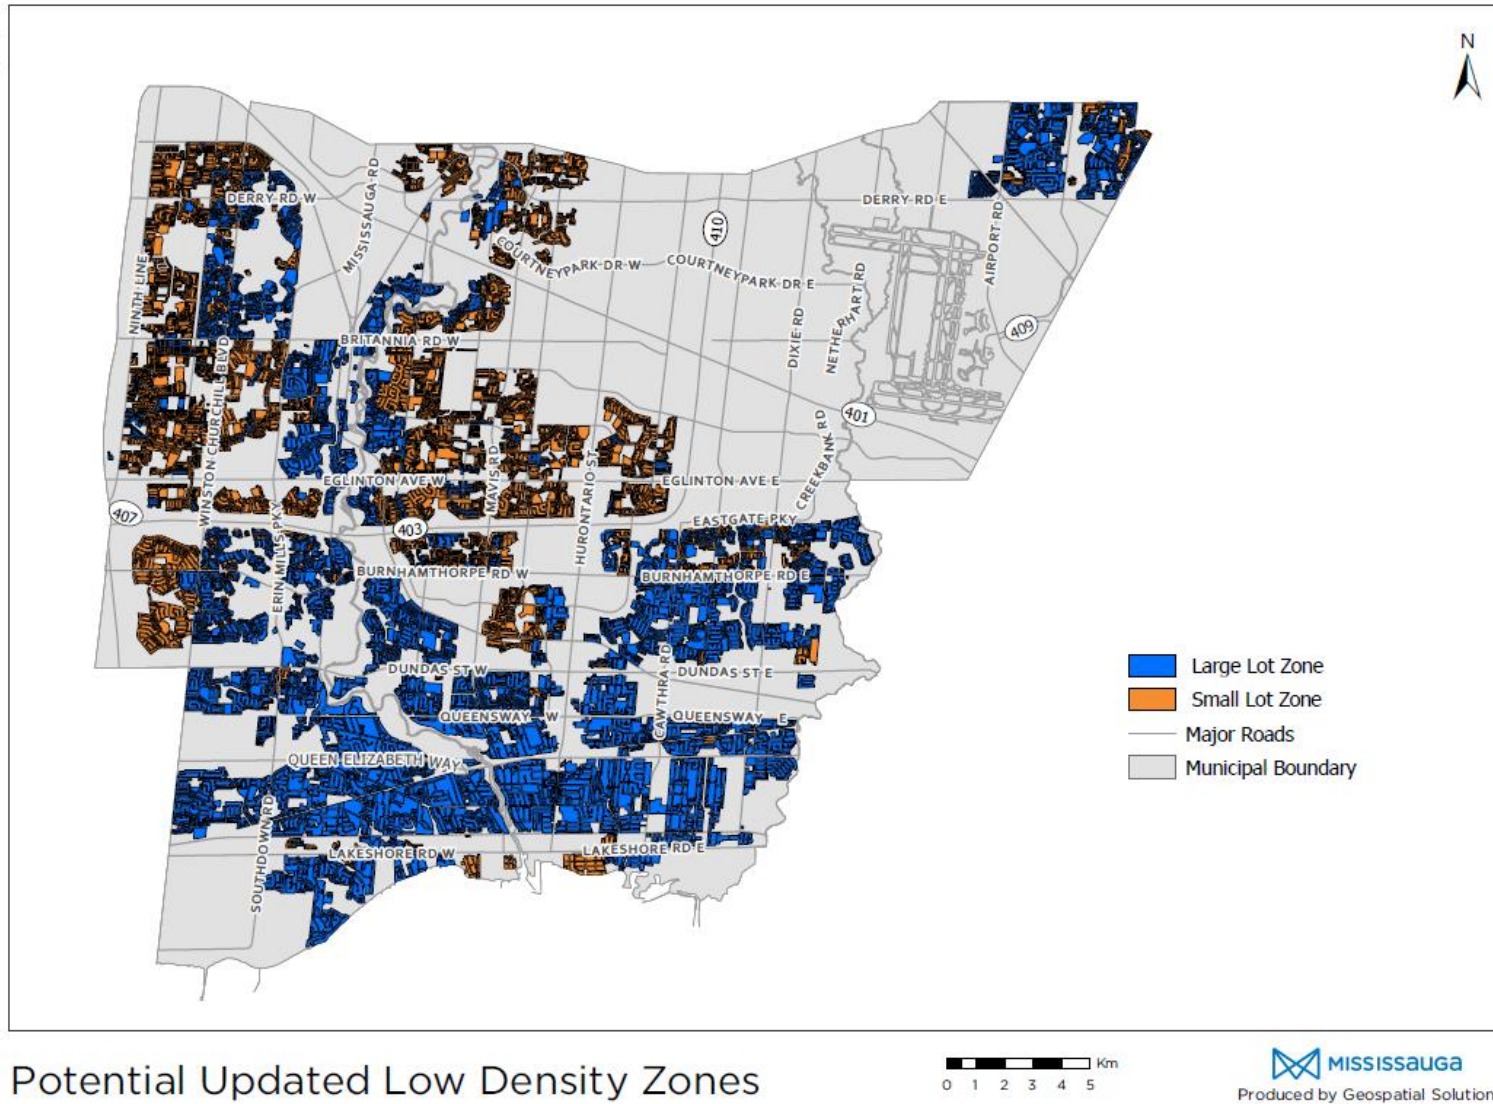 N
MISSISSAUGA RD
DERRY RD W
DERRY RD E
410
AIRPORT RD
COURTNEYPARK DR W
COURTNEYPARK DR E
NINTH LINE
NETHERHART RD
DIXIE RD
409
BRITANNIA RD W
WINSTON CHURCHILL BLVD
401
CREEKBANK RD
MAVIS RD
HURONTARIO ST
EGLINTON AVE W
EGLINTON AVE E
407
403
EASTGATE PKY
ERIN MILLS PKY
BURNHAMTHORPE RD W
BURNHAMTHORPE RD E
DUNDAS ST W
DUNDAS ST E
CAWTHRA RD
QUEENSWAY W
QUEENSWAY E
QUEEN ELIZABETH WAY
SOUTHDOWN RD
LAKESHORE RD W
LAKESHORE RD E
Large Lot Zone
Small Lot Zone
Major Roads
Municipal Boundary
Potential Updated Low Density Zones
Km
0 1 2 3 4 5
MISSISSAUGA
Produced by Geospatial Solution